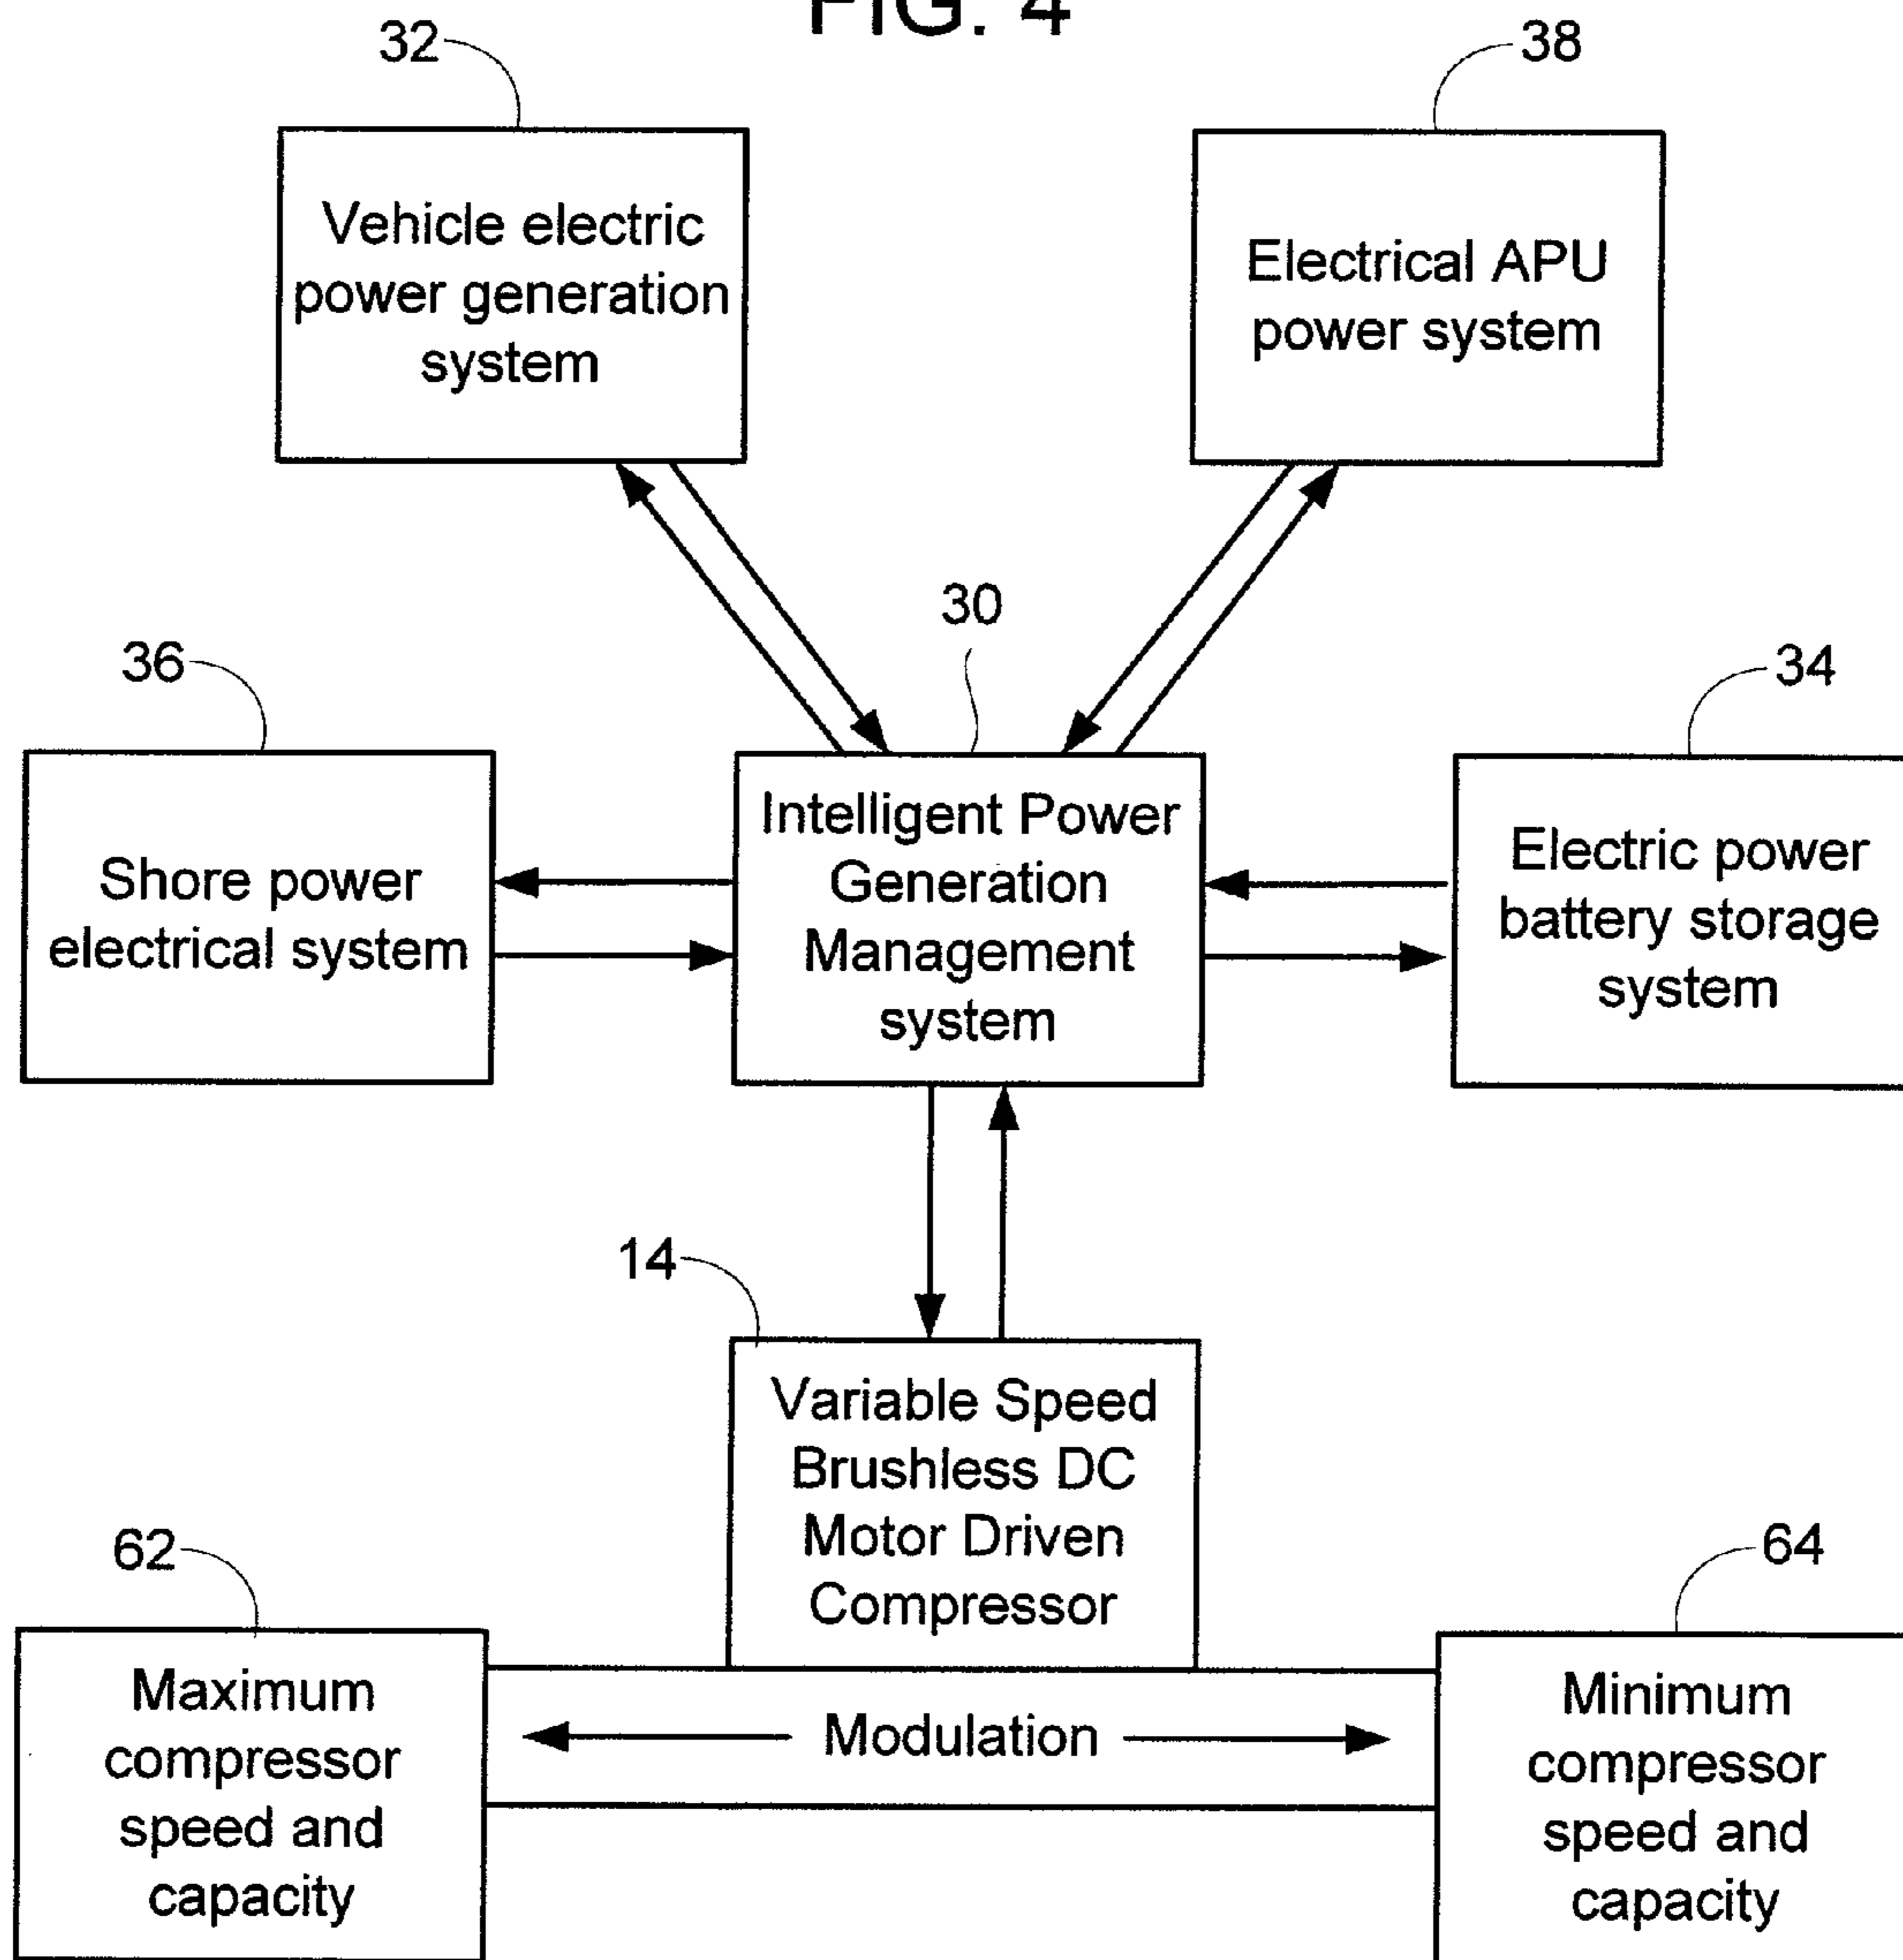 FIG. 4
32
38
Vehicle electric
power generation
system
Electrical APU
power system
30
36
34
Shore power
electrical system
Intelligent Power
Generation
Management
system
Electric power
battery storage
system
14
Variable Speed
Brushless DC
Motor Driven
Compressor
62
64
Maximum
compressor
speed and
capacity
Modulation
Minimum
compressor
speed and
capacity